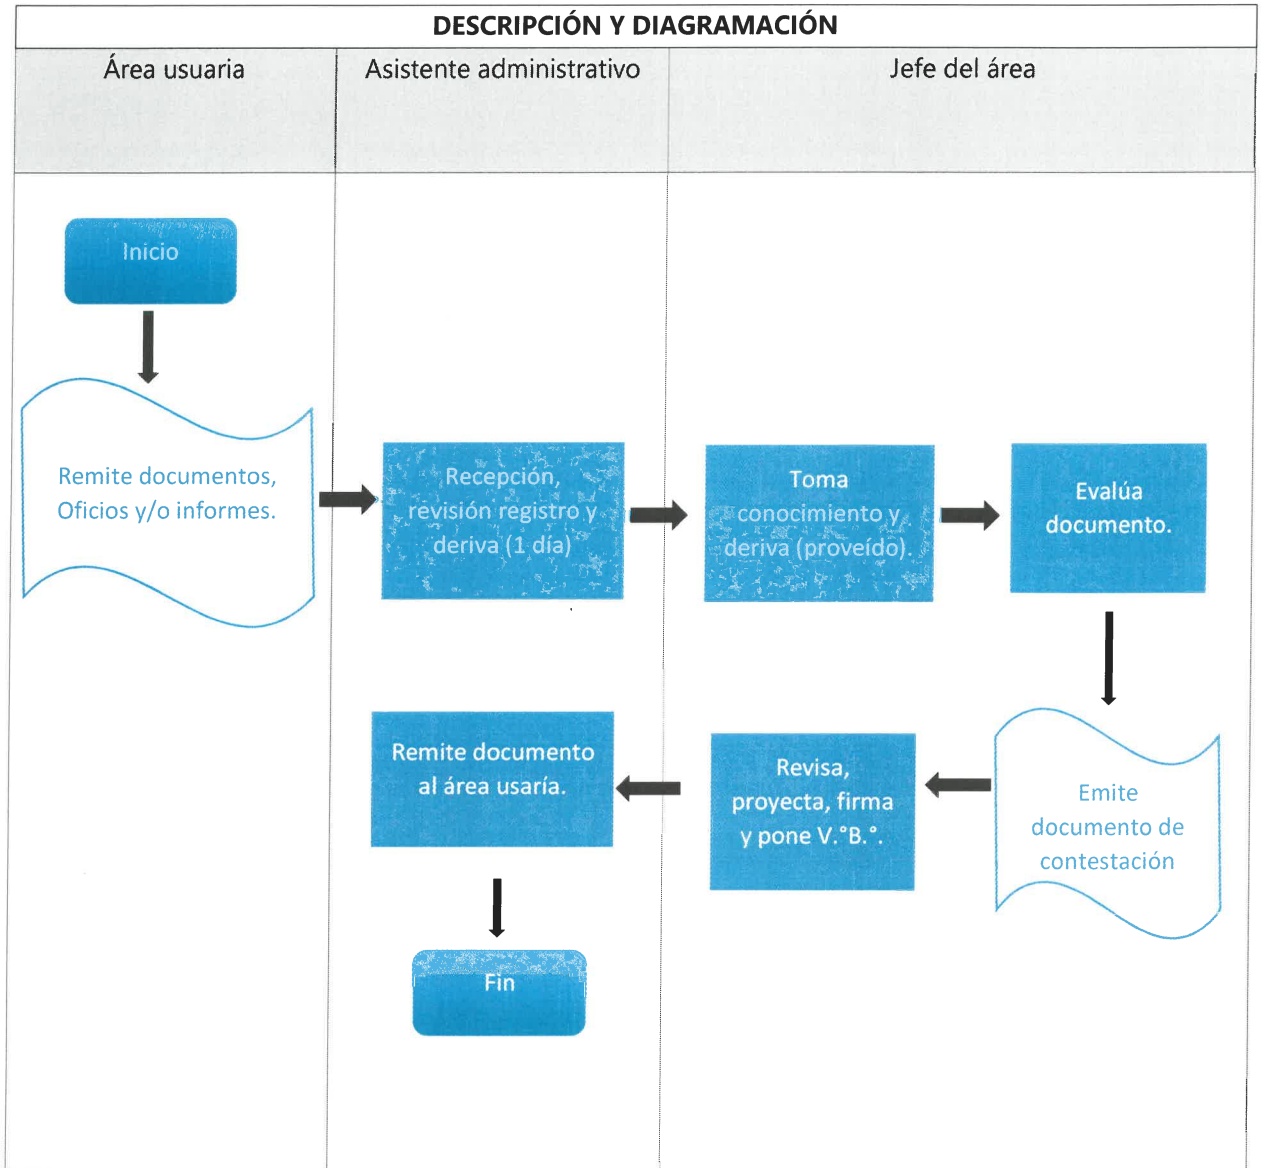 DESCRIPCIÓN Y DIAGRAMACIÓN
Área usuaria
Asistente administrativo
Jefe del área
Inicio
Remite documentos,
Oficios y/o informes.
Recepción,
revisión registro y
deriva (1 día)
Toma
conocimiento y
deriva (proveído).
Evalúa
documento.
Emite
documento de
contestación
Revisa,
proyecta, firma
y pone V.°B.°.
Remite documento
al área usaría.
Fin